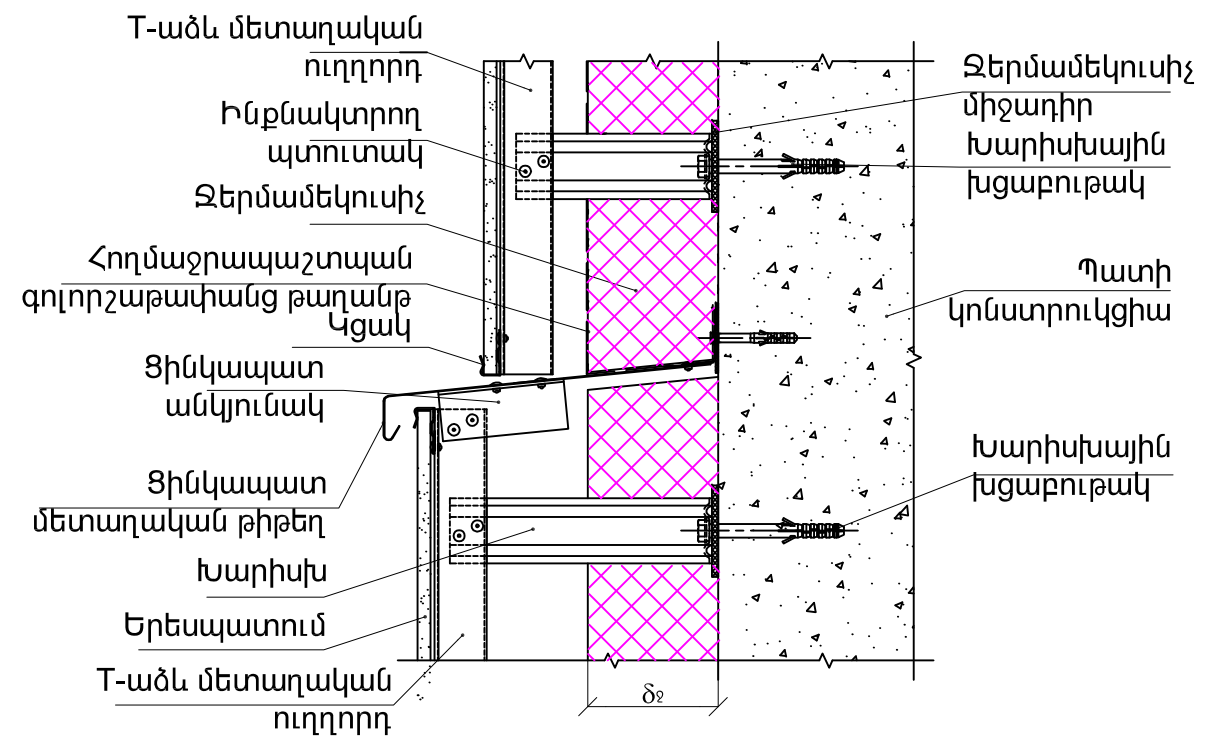 Т-աձև մետաղական
ուղղորդ
Ինքնակտրող
պտուտակ
Ջերմամեկուսիչ
Հողմաջրապաշտպան
գոլորշաթափանց թաղանթ
Կցակ
Ցինկապատ
անկյունակ
Ցինկապատ
մետաղական թիթեղ
Խարիսխ
Երեսպատում
Т-աձև մետաղական
ուղղորդ
Ջերմամեկուսիչ
միջադիր
Խարիսխային
խցաբութակ
Պատի
կոնստրուկցիա
Խարիսխային
խցաբութակ
δջ